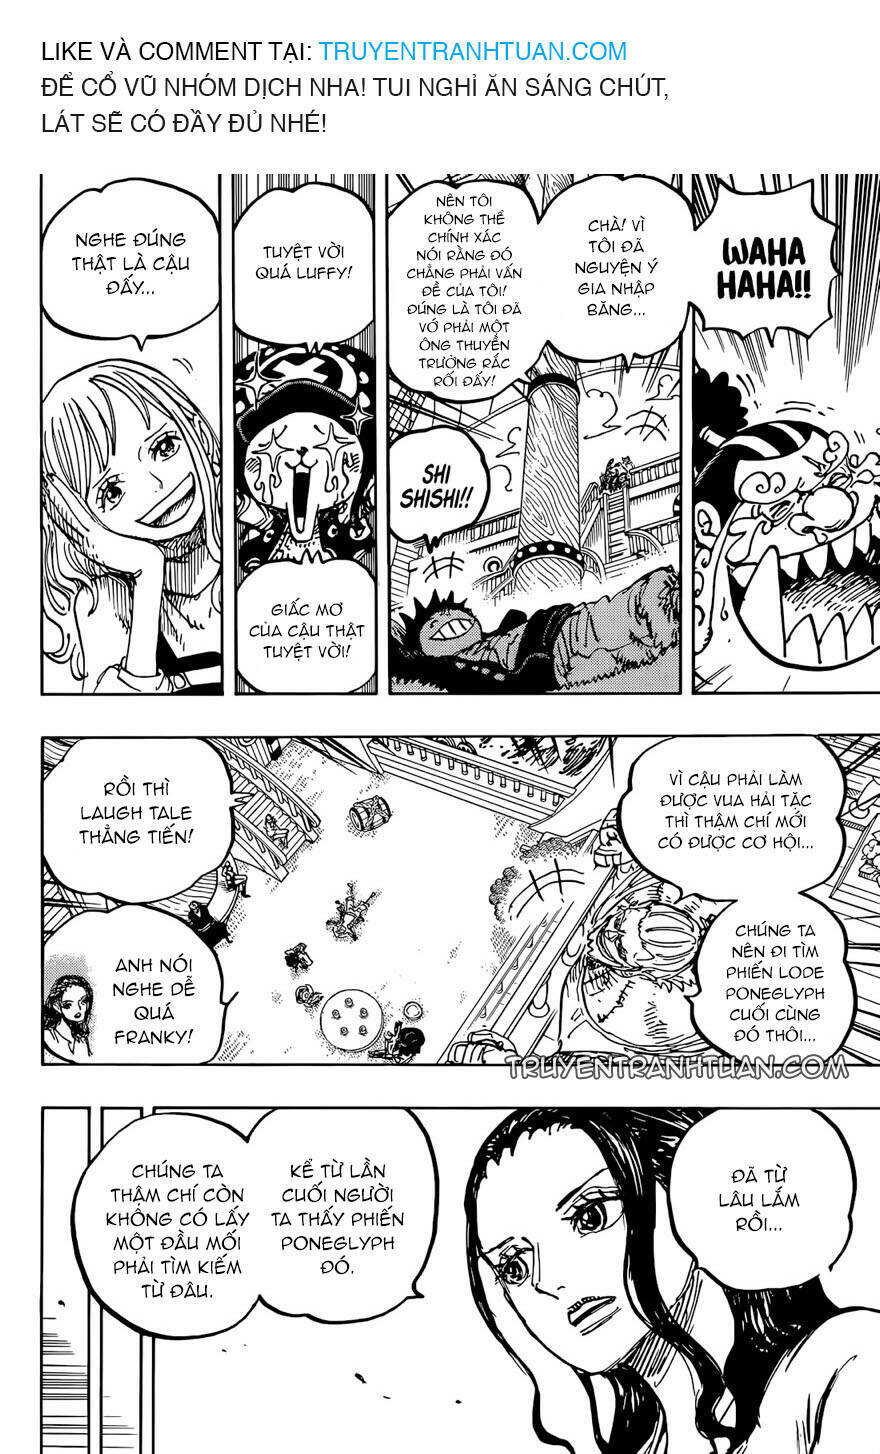 LIKE VÀ COMMENT TẠI: TRUYENTRANHTUAN.COM
ĐỂ CỔ VŨ NHÓM DỊCH NHA! TUI NGHỈ ĂN SÁNG CHÚT,
LÁT SẼ CÓ ĐẦY ĐỦ NHÉ!
WAHA
HAHA!!
CHÀ! VÌ
TÔI ĐÃ
NGUYỆN Ý
GIA NHẬP
BĂNG...
NÊN TÔI
KHÔNG THỂ
CHÍNH XÁC
NÓI RẰNG ĐÓ
CHẲNG PHẢI VẤN
ĐỀ CỦA TÔI!
ĐÚNG LÀ TÔI ĐÃ
VỚ PHẢI MỘT
ÔNG THUYỀN
TRƯỞNG RẮC
RỐI ĐẤY!
SHI
SHISHI!!
TUYỆT VỜI
QUÁ LUFFY!
GIẤC MƠ
CỦA CẬU THẬT
TUYỆT VỜI!
NGHE ĐÚNG
THẬT LÀ CẬU
ĐẤY...
VÌ CẬU PHẢI LÀM
ĐƯỢC VUA HẢI TẶC
THÌ THẬM CHÍ MỚI
CÓ ĐƯỢC CƠ HỘI...
CHÚNG TA
NÊN ĐI TÌM
PHIẾN LODE
PONEGLYPH
CUỐI CÙNG
ĐÓ THÔI...
RỒI THÌ
LAUGH TALE
THẲNG TIẾN!
ANH NÓI
NGHE DỄ
QUÁ
FRANKY!
TRUYENTRANHTUAN.COM
ĐÃ TỪ
LÂU LẮM
RỒI...
KỂ TỪ LẦN
CUỐI NGƯỜI
TA THẤY PHIẾN
PONEGLYPH
ĐÓ.
CHÚNG TA
THẬM CHÍ CÒN
KHÔNG CÓ LẤY
MỘT ĐẦU MỐI
PHẢI TÌM KIẾM
TỪ ĐÂU.